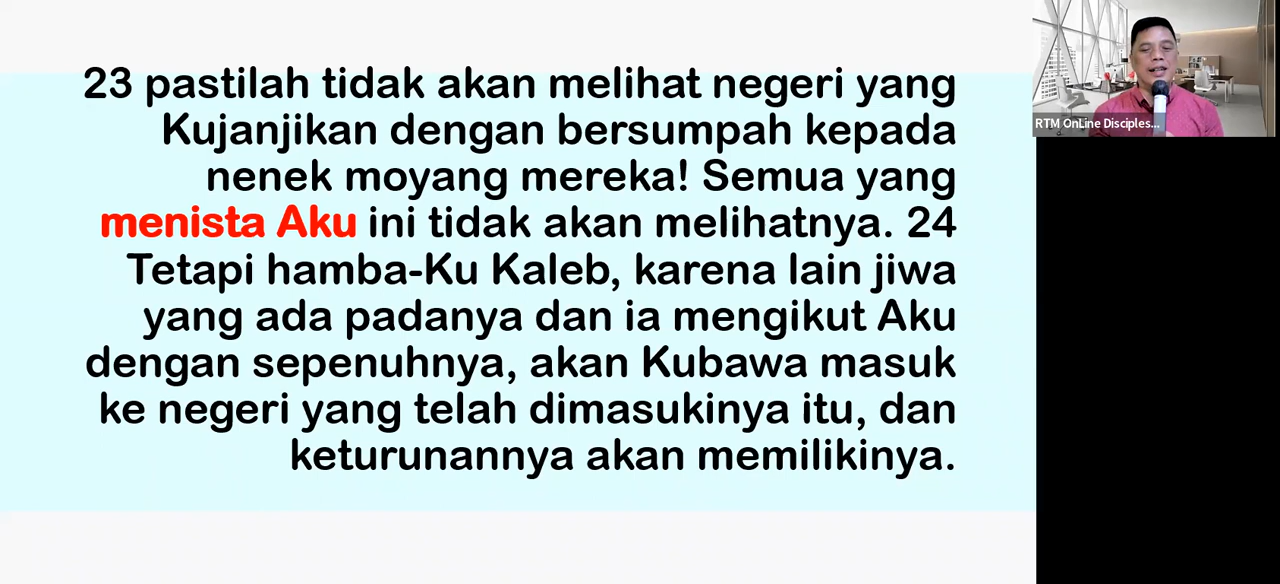 23 pastilah tidak akan melihat negeri yang
Kujanjikan dengan bersumpah kepada
nenek moyang mereka! Semua yang
menista Aku ini tidak akan melihatnya. 24
Tetapi hamba-Ku Kaleb, karena lain jiwa
yang ada padanya dan ia mengikut Aku
dengan sepenuhnya, akan Kubawa masuk
ke negeri yang telah dimasukinya itu, dan
keturunannya akan memilikinya.
RTM OnLine Disciples...